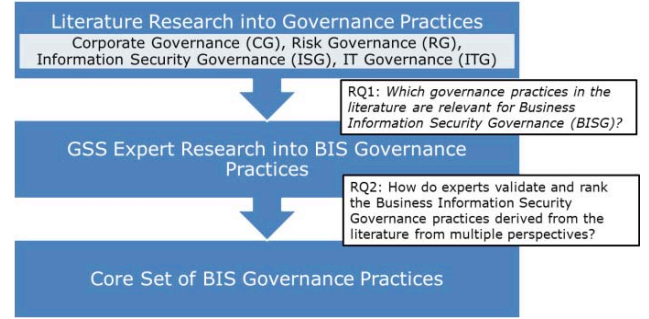 Literature Research into Governance Practices
Corporate Governance (CG), Risk Governance (RG),
Information Security Governance (ISG), IT Governance (ITG)
RQ1: Which governance practices in the
literature are relevant for Business
Information Security Governance (BISG)?
GSS Expert Research into BIS Governance
Practices
RQ2: How do experts validate and rank
the Business Information Security
Governance practices derived from the
literature from multiple perspectives?
Core Set of BIS Governance Practices